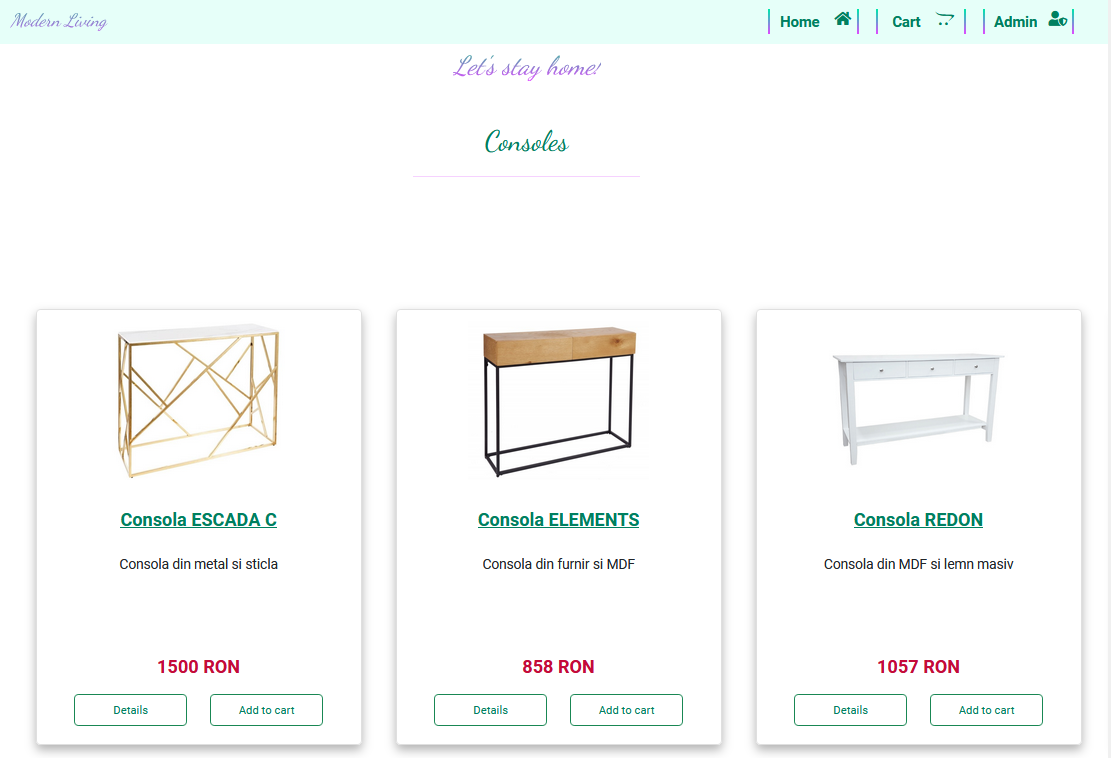 Modern Living
Home
Cart
Admin
Let's stay home!
Consoles
Consola ESCADA C
Consola din metal si sticla
1500 RON
Details
Add to cart
Consola ELEMENTS
Consola din furnir si MDF
858 RON
Details
Add to cart
Consola REDON
Consola din MDF si lemn masiv
1057 RON
Details
Add to cart